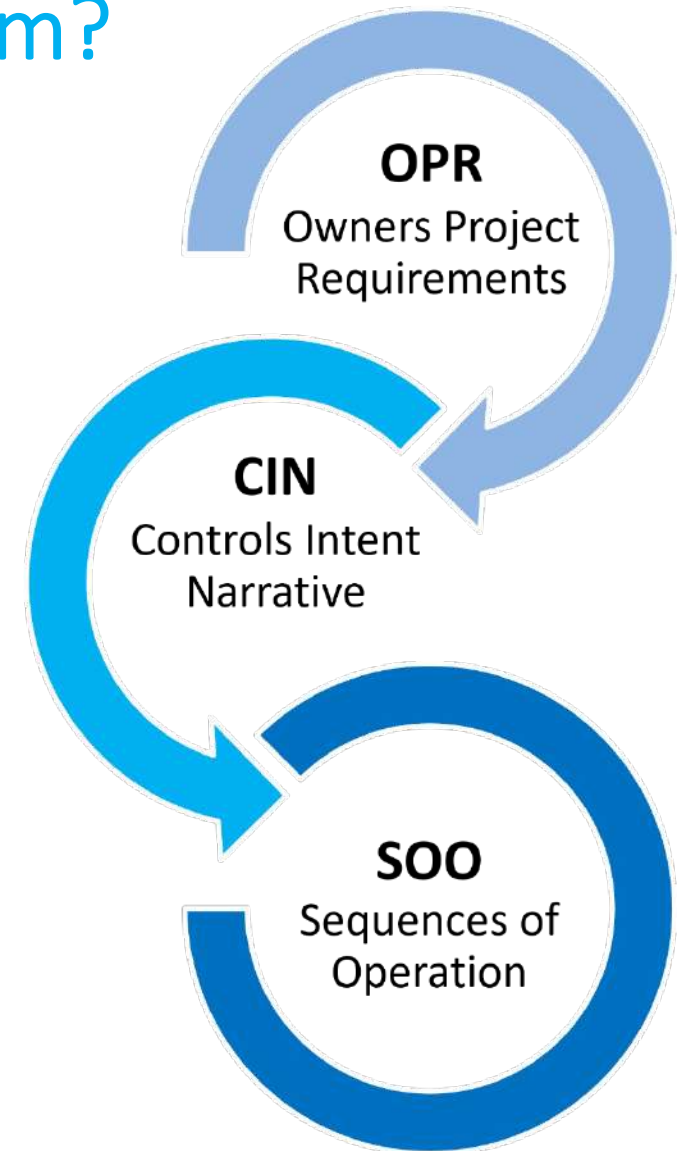 m?
OPR
Owners Project
Requirements
CIN
Controls Intent
Narrative
SOO
Sequences of
Operation